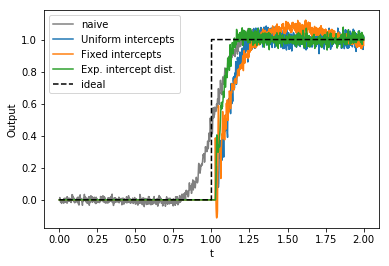 naive
Uniform intercepts
Fixed intercepts
Exp. intercept dist.
ideal
Output
1.0
0.8
0.6
0.4
0.2
0.0
0.00 0.25 0.50 0.75 1.00 1.25 1.50 1.75 2.00
t